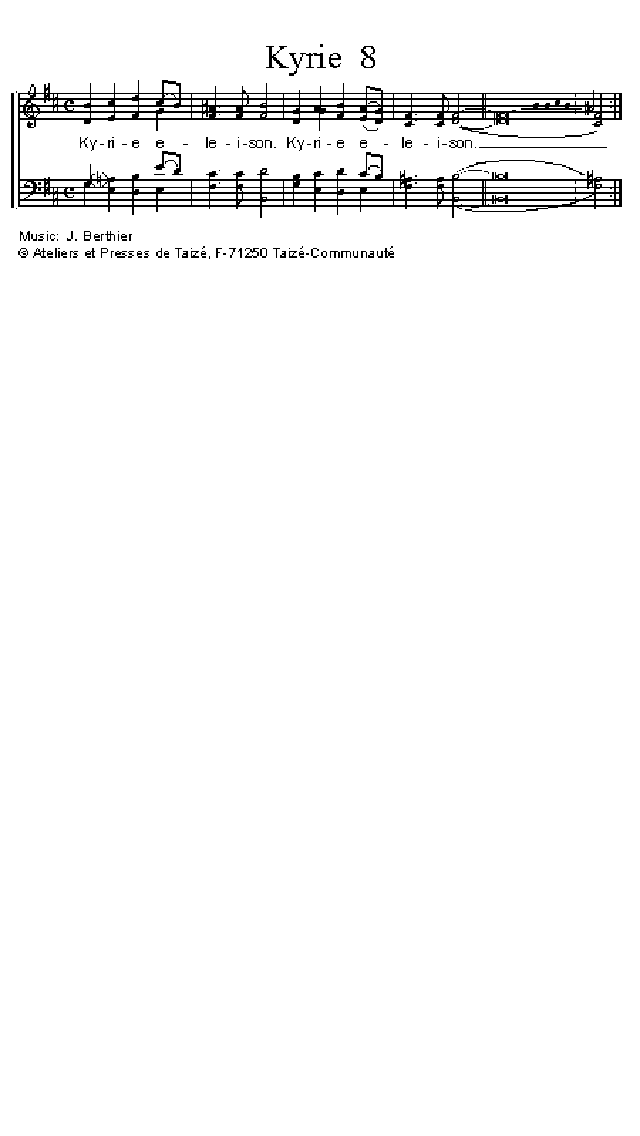 Kyrie 8
Ky-ri-e e - le-i-son. Ky-ri-e e - le-i-son.
Music: J. Berthier
© Ateliers et Presses de Taizé, F-71250 Taizé-Communauté